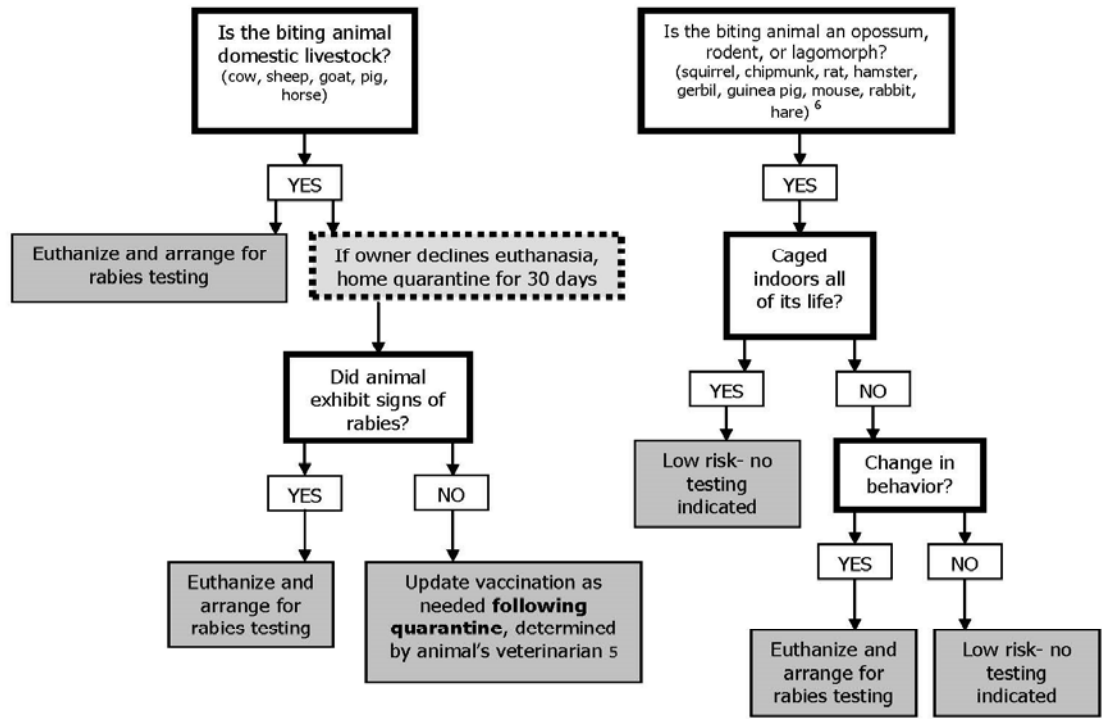 Is the biting animal
domestic livestock?
(cow, sheep, goat, pig,
horse)
YES
Euthanize and arrange for
rabies testing
If owner declines euthanasia,
home quarantine for 30 days
Did animal
exhibit signs of
rabies?
YES
NO
Euthanize and
arrange for
rabies testing
Update vaccination as
needed following
quarantine, determined
by animal's veterinarian 5
Is the biting animal an opossum,
rodent, or lagomorph?
(squirrel, chipmunk, rat, hamster,
gerbil, guinea pig, mouse, rabbit,
hare) 6
YES
Caged
indoors all
of its life?
YES
NO
Low risk- no
testing
indicated
Change in
behavior?
YES
NO
Euthanize and
arrange for
rabies testing
Low risk- no
testing
indicated